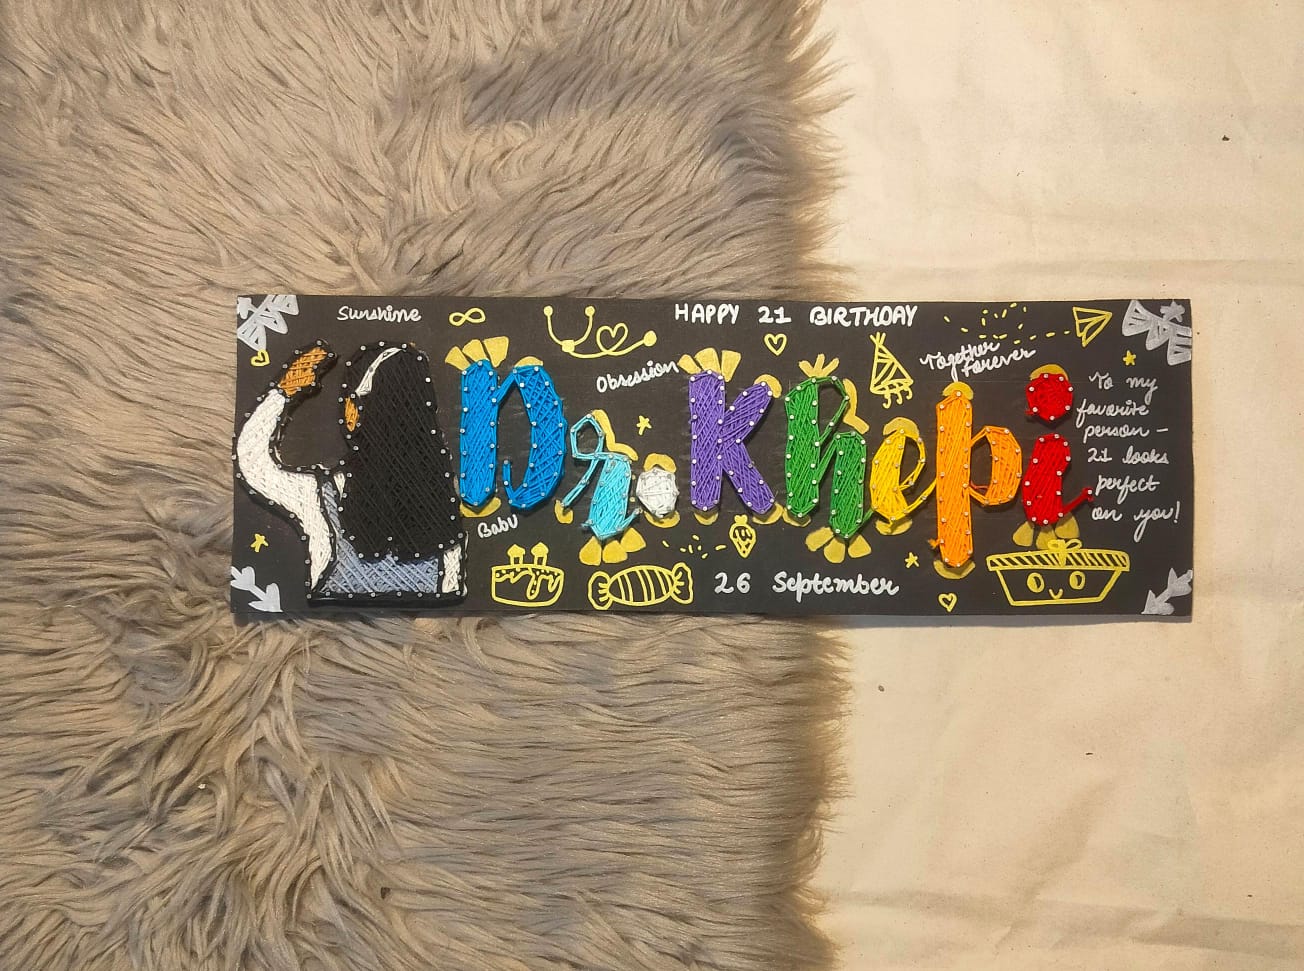 Sunshine
HAPPY 21 BIRTHDAY
Obsession
Together
Forever
Dr.Khepi
To my
favourite
person -
21 looks
perfect
on you!
Babu
26 September